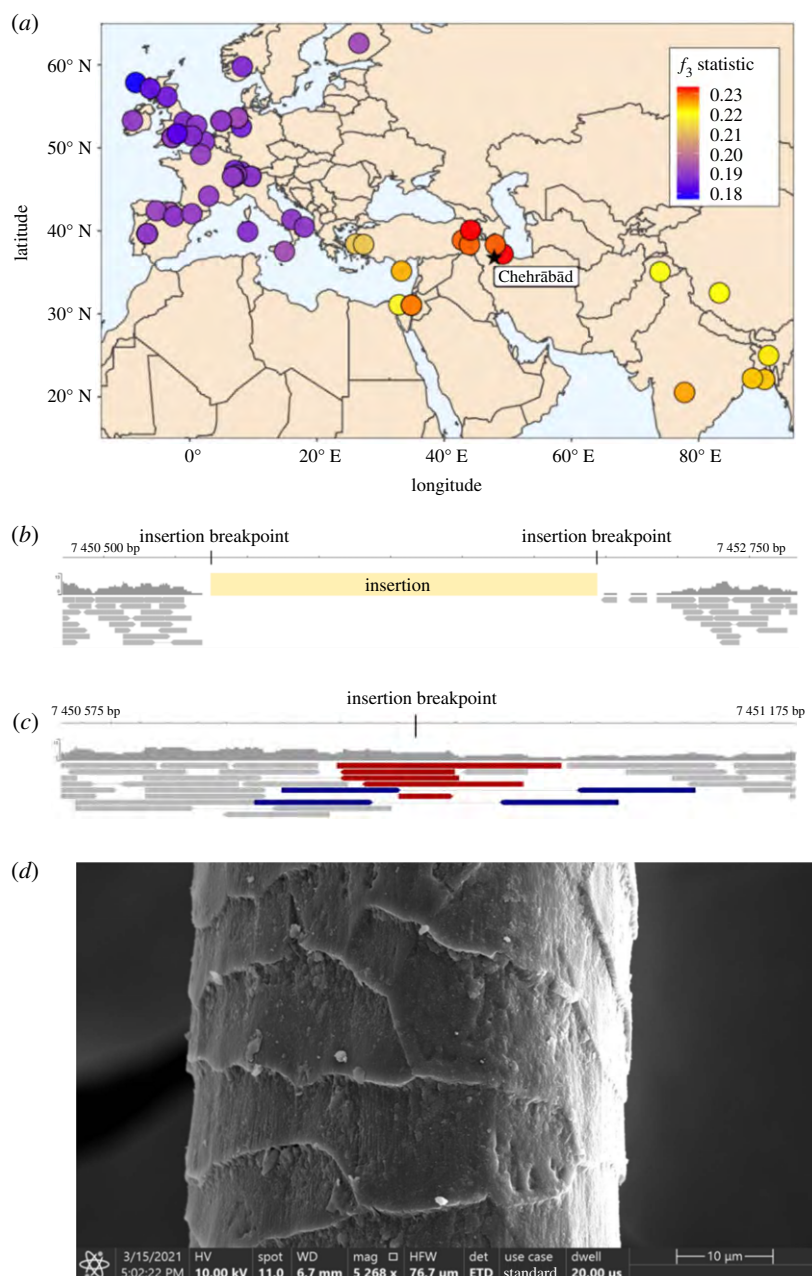 (a)
60° N
50° N
40° N
30° N
20° N
latitude
0°
20° E
40° E
60° E
80° E
longitude
f3 statistic
0.23
0.22
0.21
0.20
0.19
0.18
Chehrābād
(b)
insertion breakpoint
insertion breakpoint
7 450 500 bp
7 452 750 bp
insertion
(c)
insertion breakpoint
7 450 575 bp
7 451 175 bp
(d)
3/15/2021 HV spot WD mag HFW det use case dwell
5:02:22 PM 10.00 kV 11.0 6.7 mm 5 268 x 76.7 µm ETD standard 20.00 µs
10 µm